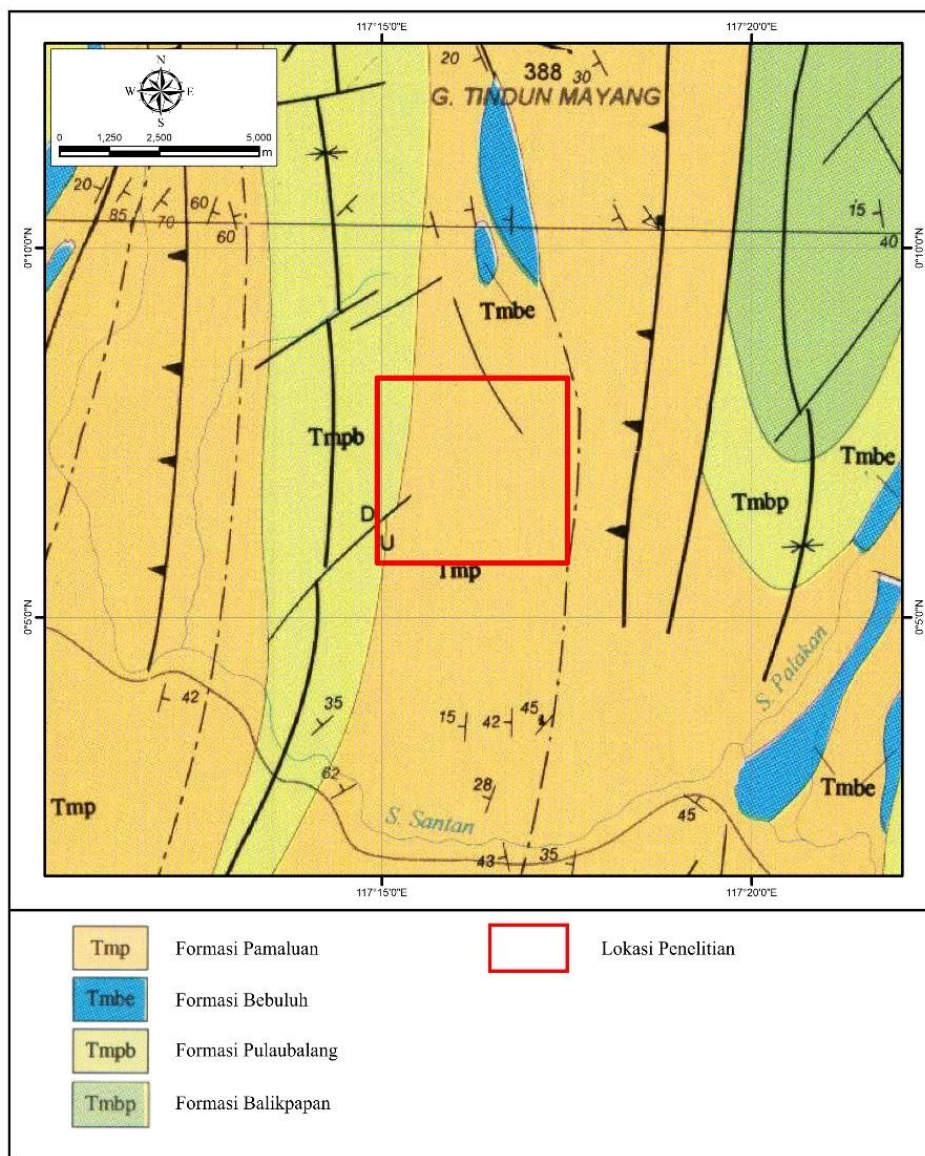 117°15'0"E 117°20'0"E
N
W E
S
0 1,250 2,500 5,000
m
20
388 30
G. TINDUN MAYANG
20
85
70
60
60
15
40
0°10'0"N 0°10'0"N
Tmbe
Tmpb
Tmbe
Tmbp
D
U
Tmp
0°5'0"N 0°5'0"N
S. Palakan
42
35
15 42 45
62
28
Tmp
S. Santan
Tmbe
45
43 35
117°15'0"E 117°20'0"E
Tmp Formasi Pamaluan
Lokasi Penelitian
Tmbe Formasi Bebuluh
Tmpb Formasi Pulaubalang
Tmbp Formasi Balikpapan